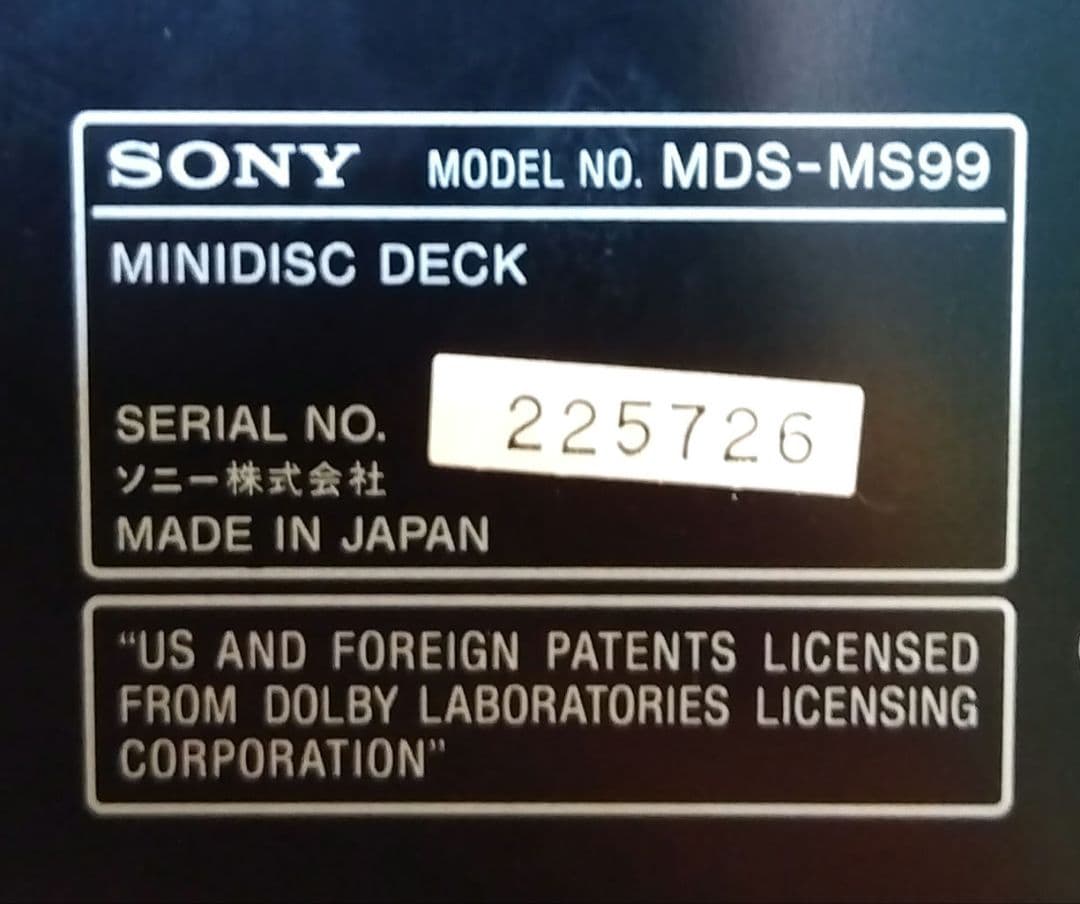 SONY MODEL NO. MDS-MS99
MINIDISC DECK
SERIAL NO. 225726
ソニー株式会社
MADE IN JAPAN
“US AND FOREIGN PATENTS LICENSED
FROM DOLBY LABORATORIES LICENSING
CORPORATION”